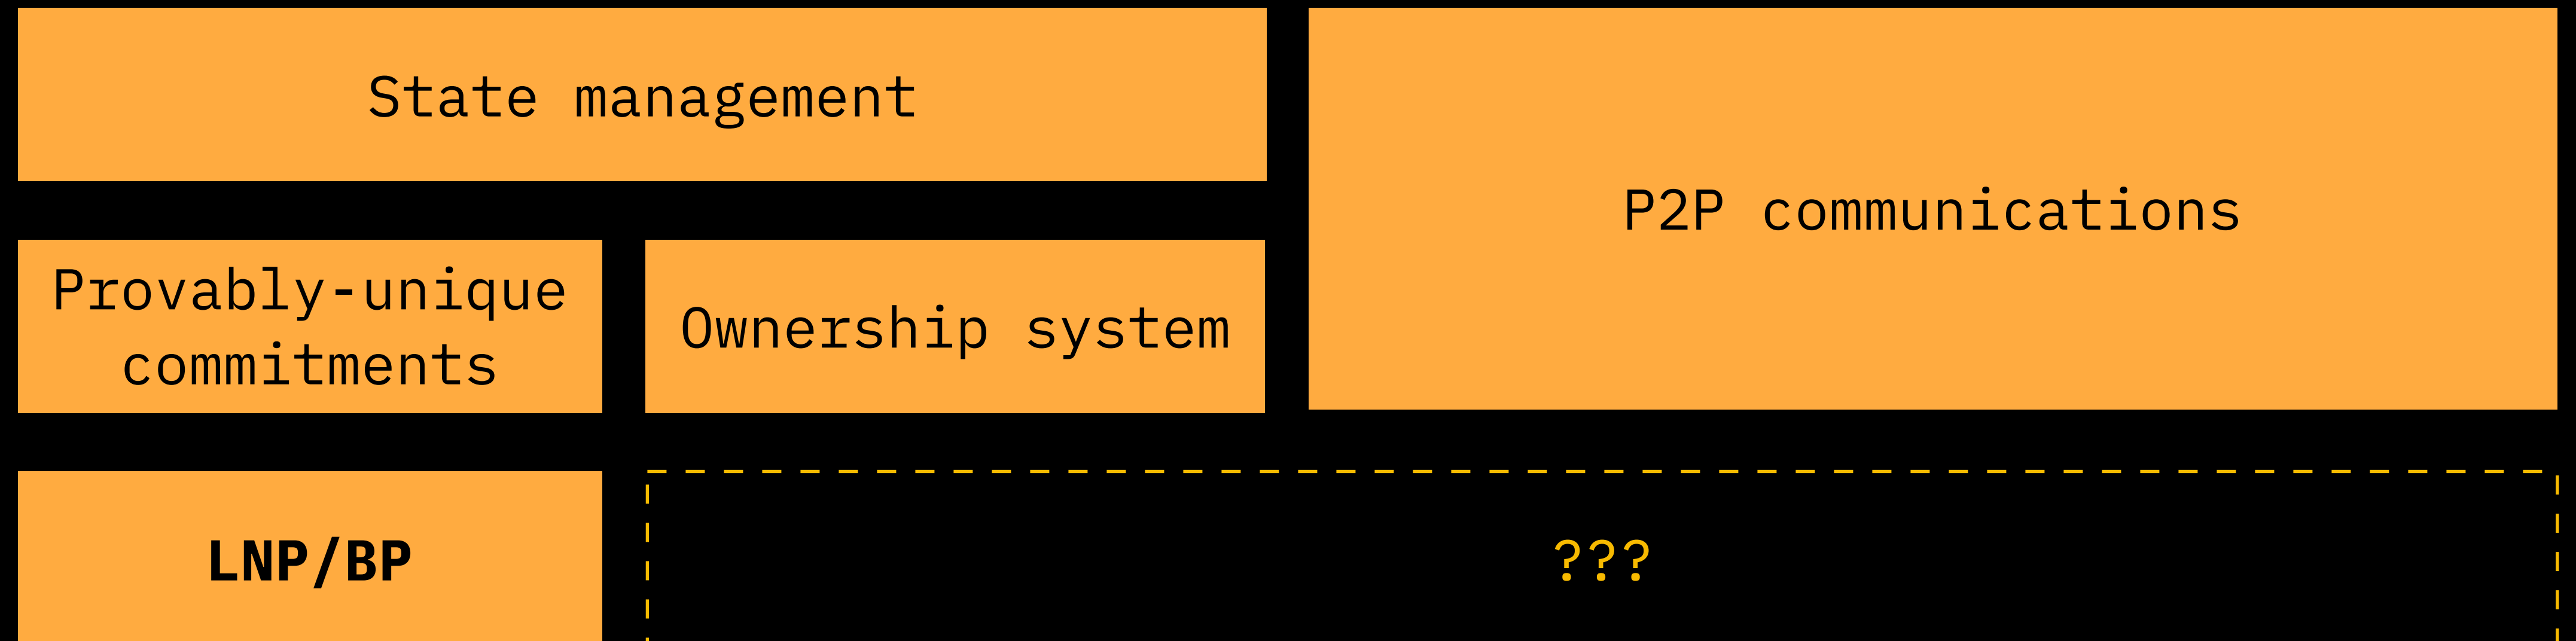 State management
P2P communications
Provably-unique
commitments
Ownership system
LNP/BP
???